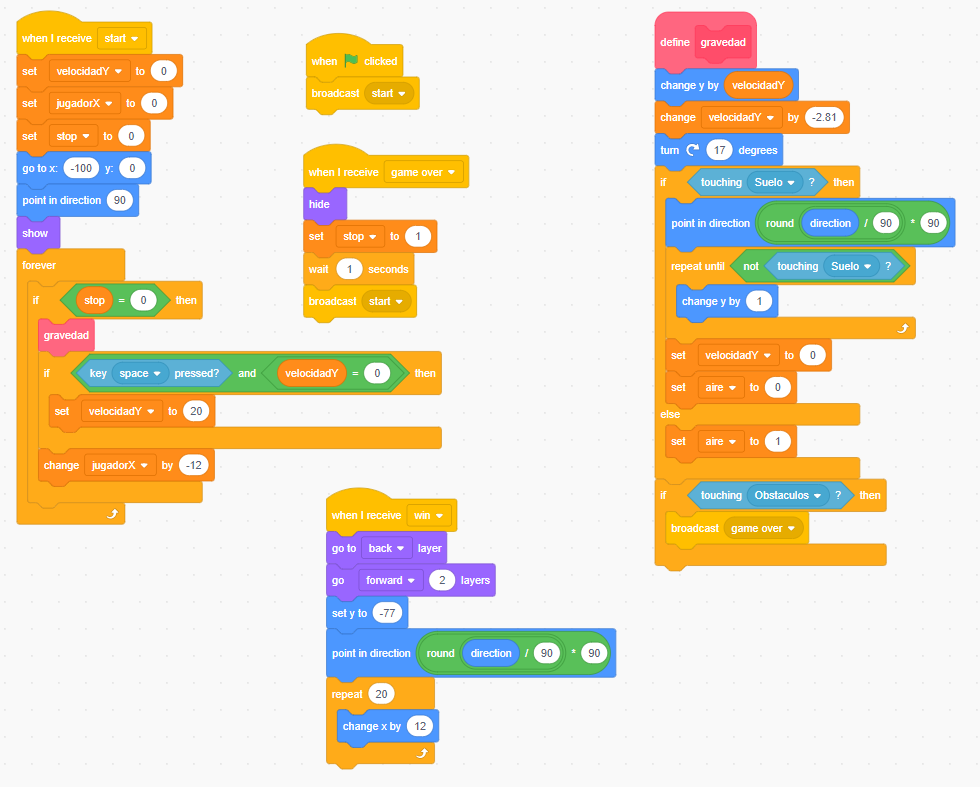 when I receive start
set velocidadY to 0
set jugadorX to 0
set stop to 0
go to x: -100 y: 0
point in direction 90
show
forever
if stop = 0 then
gravedad
if key space pressed? and velocidadY = 0 then
set velocidadY to 20
change jugadorX by -12
when clicked
broadcast start
when I receive game over
hide
set stop to 1
wait 1 seconds
broadcast start
when I receive win
go to back layer
go forward 2 layers
set y to -77
point in direction round direction / 90 * 90
repeat 20
change x by 12
define gravedad
change y by velocidadY
change velocidadY by -2.81
turn 17 degrees
if touching Suelo ? then
point in direction round direction / 90 * 90
repeat until not touching Suelo ?
change y by 1
set velocidadY to 0
set aire to 0
else
set aire to 1
if touching Obstaculos ? then
broadcast game over